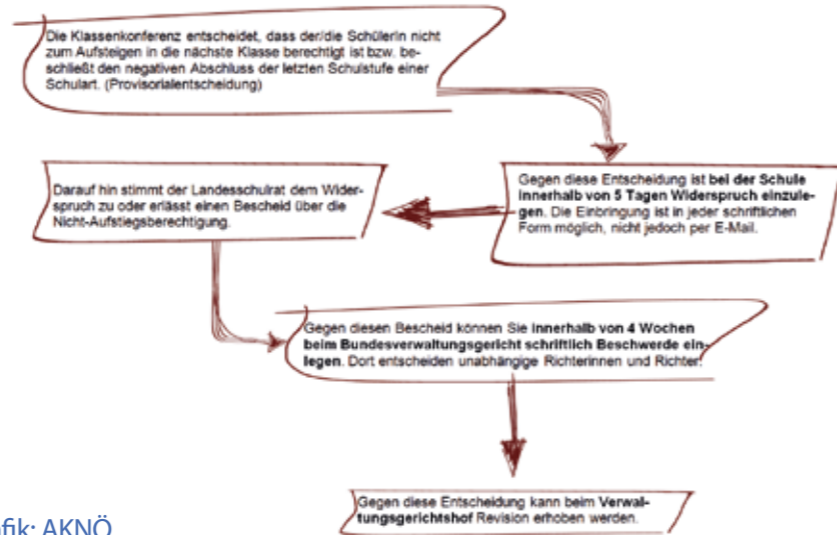 Die Klassenkonferenz entscheidet, dass der/die SchülerIn nicht
zum Aufsteigen in die nächste Klasse berechtigt ist bzw. be-
schließt den negativen Abschluss der letzten Schulstufe einer
Schulart. (Provisorialentscheidung)
Gegen diese Entscheidung ist bei der Schule
innerhalb von 5 Tagen Widerspruch einzule-
gen. Die Einbringung ist in jeder schriftlichen
Form möglich, nicht jedoch per E-Mail.
Darauf hin stimmt der Landesschulrat dem Wider-
spruch zu oder erlässt einen Bescheid über die
Nicht-Aufstiegsberechtigung.
Gegen diesen Bescheid können Sie innerhalb von 4 Wochen
beim Bundesverwaltungsgericht schriftlich Beschwerde ein-
legen. Dort entscheiden unabhängige Richterinnen und Richter.
Gegen diese Entscheidung kann beim Verwal-
tungsgerichtshof Revision erhoben werden.
afik: AKNÖ